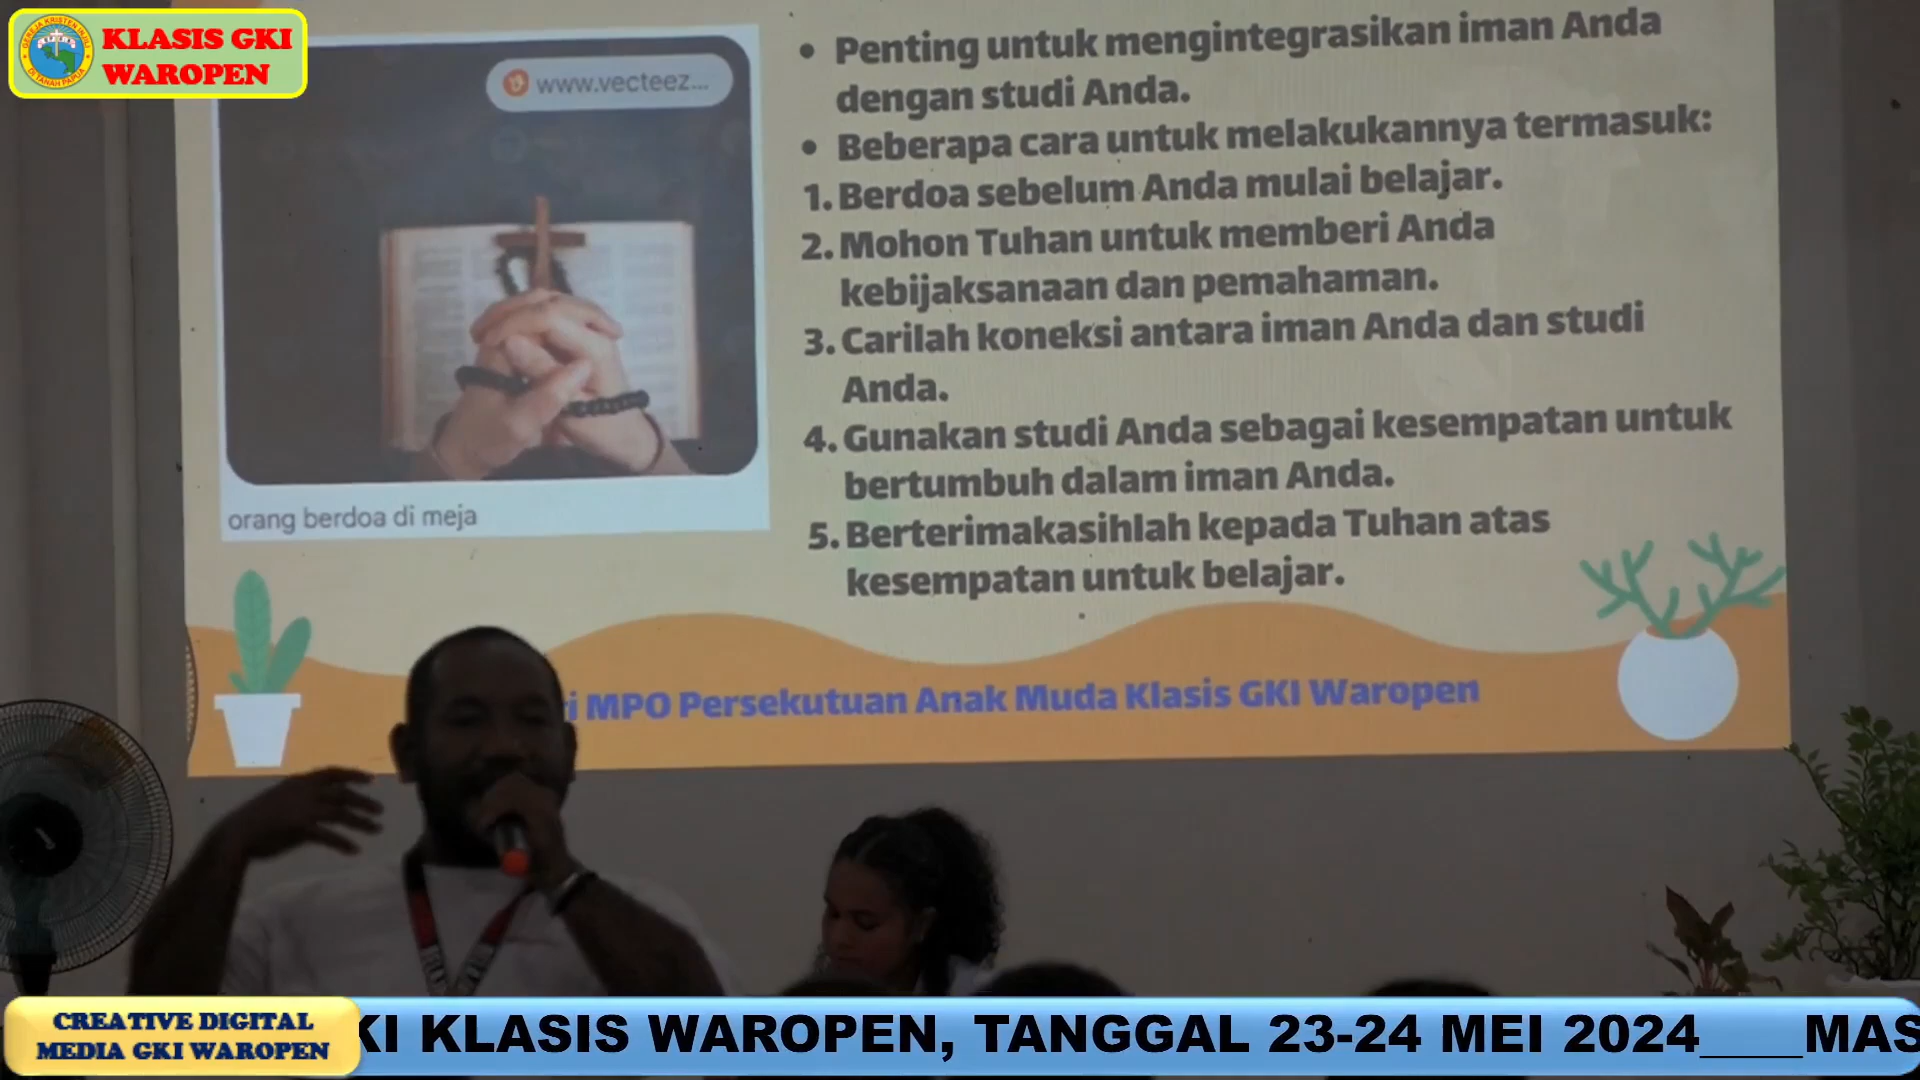 KLASIS GKI
WAROPEN
www.vecteez...
orang berdoa di meja
• Penting untuk mengintegrasikan iman Anda
dengan studi Anda.
• Beberapa cara untuk melakukannya termasuk:
1. Berdoa sebelum Anda mulai belajar.
2. Mohon Tuhan untuk memberi Anda
kebijaksanaan dan pemahaman.
3. Carilah koneksi antara iman Anda dan studi
Anda.
4. Gunakan studi Anda sebagai kesempatan untuk
bertumbuh dalam iman Anda.
5. Berterimakasihlah kepada Tuhan atas
kesempatan untuk belajar.
MPO Persekutuan Anak Muda Klasis GKI Waropen
CREATIVE DIGITAL
MEDIA GKI WAROPEN
KI KLASIS WAROPEN, TANGGAL 23-24 MEI 2024____MAS